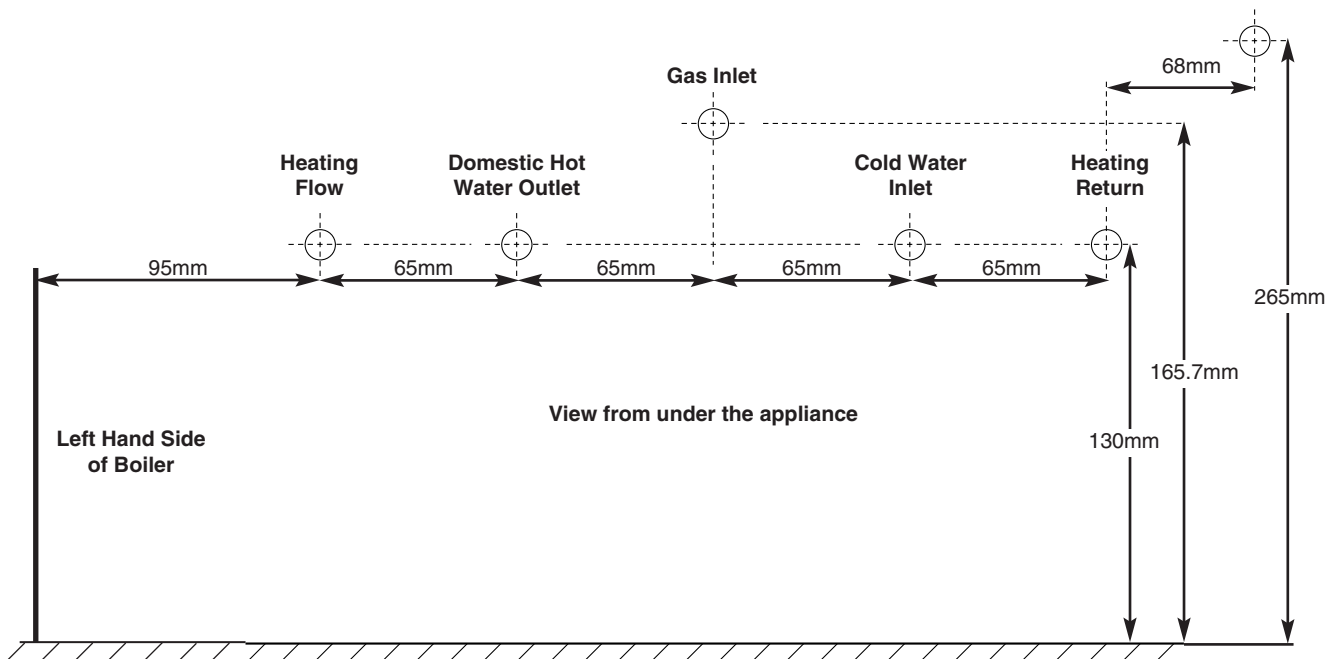 68mm
Gas Inlet
Heating
Flow
Domestic Hot
Water Outlet
Cold Water
Inlet
Heating
Return
95mm
65mm
65mm
65mm
65mm
265mm
165.7mm
130mm
View from under the appliance
Left Hand Side
of Boiler